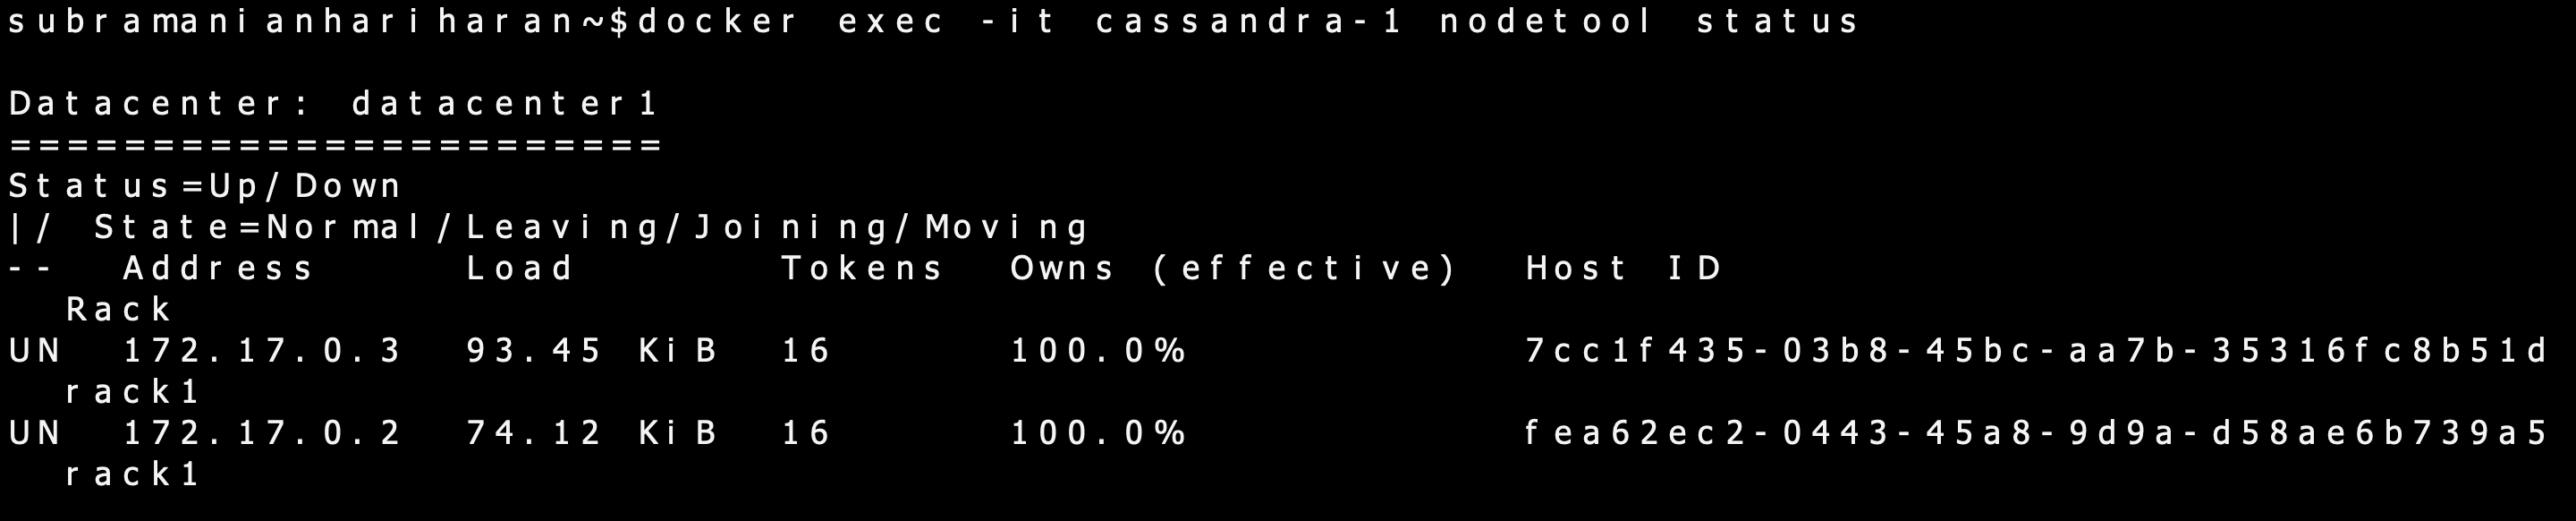 subramanianhariharan~$docker exec -it cassandra-1 nodetool status
Datacenter: datacenter1
=======================
Status=Up/Down
|/ State=Normal/Leaving/Joining/Moving
-- Address Load Tokens Owns (effective) Host ID
Rack
UN 172.17.0.3 93.45 KiB 16 100.0% 7cc1f435-03b8-45bc-aa7b-35316fc8b51d
rack1
UN 172.17.0.2 74.12 KiB 16 100.0% fea62ec2-0443-45a8-9d9a-d58ae6b739a5
rack1